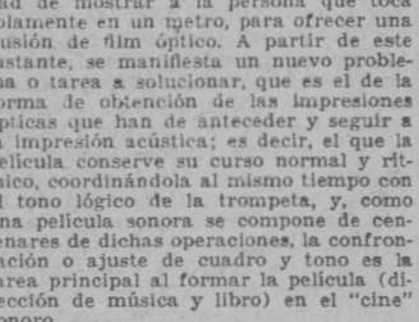 ad de mostrar a la persona que toca
olamente en un metro, para ofrecer una
usión de film óptico. A partir de este
nstante, se manifiesta un nuevo proble-
na o tarea a solucionar, que es el de la
orma de obtención de las impresiones
pticas que han de anteceder y seguir a
a impresión acústica; es decir, el que la
elícula conserve su curso normal y rít-
nico, coordinándola al mismo tiempo con
l tono lógico de la trompeta, y, como
na película sonora se compone de cen-
enares de dichas operaciones, la confron-
ación o ajuste de cuadro y tono es la
area principal al formar la película (di-
ección de música y libro) en el "cine"
onoro.